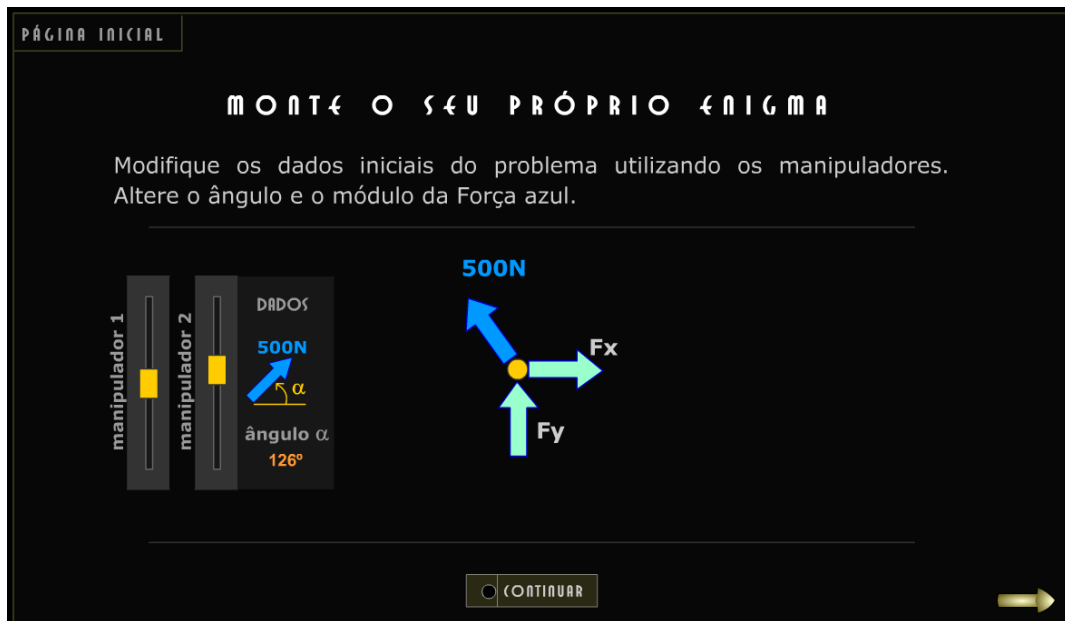 PÁGINA INICIAL
MONTE O SEU PRÓPRIO ENIGMA
Modifique os dados iniciais do problema utilizando os manipuladores.
Altere o ângulo e o módulo da Força azul.
manipulador 1
manipulador 2
DADOS
500N
α
ângulo α
126º
500N
Fx
Fy
CONTINUAR